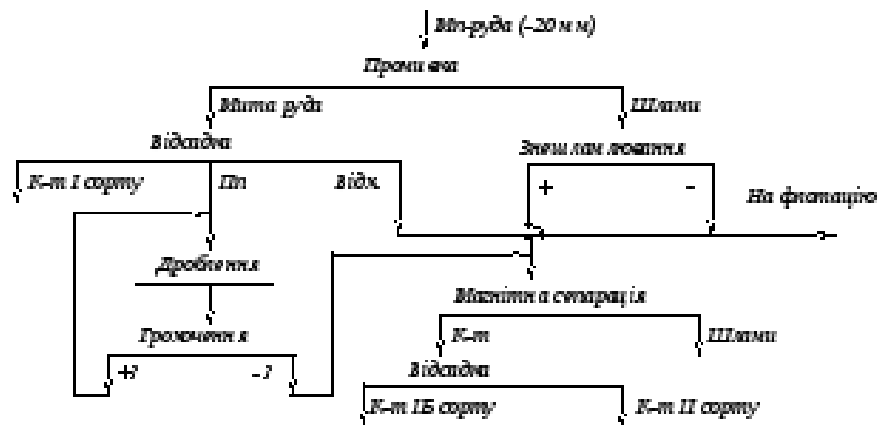 Mn-руда (–20 мм)
Промивка
Мита руда
Шлами
Відсадка
Знешламлювання
К-т I сорту
Пп
Відх.
+
–
На флотацію
Дроблення
Магнітна сепарація
Грохочення
К-т
Шлами
+3
–3
Відсадка
К-т IБ сорту
К-т II сорту